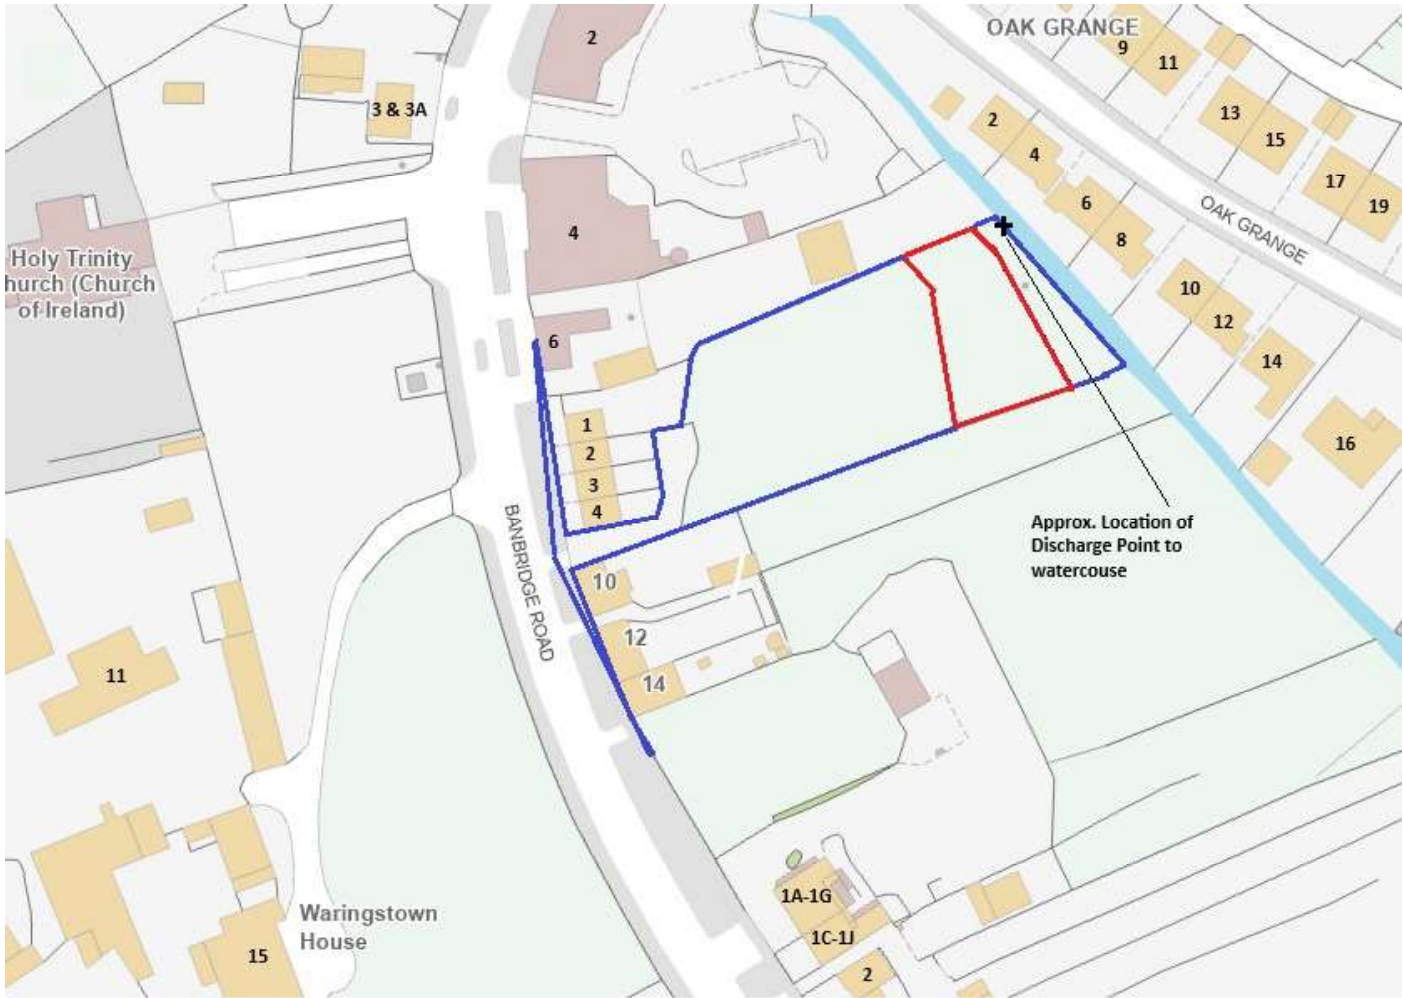 OAK GRANGE
2
9
11
3 & 3A
13
15
2
4
17
19
6
8
OAK GRANGE
4
Holy Trinity
hurch (Church
of Ireland)
10
12
14
6
16
1
2
3
4
BANBRIDGE ROAD
Approx. Location of
Discharge Point to
watercouse
10
12
14
11
1A-1G
1C-1J
2
Waringstown
House
15